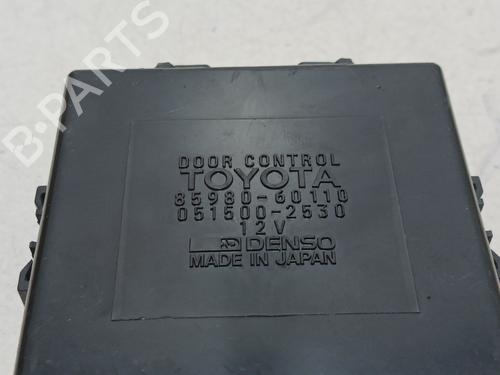 B-PARTS
DOOR CONTROL
TOYOTA
85980-60110
051500-2530
12V
DENSO
MADE IN JAPAN